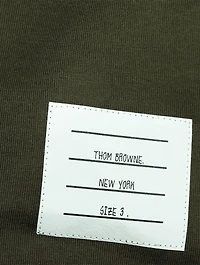 THOM BROWNE.
NEW YORK
SIZE 3 .